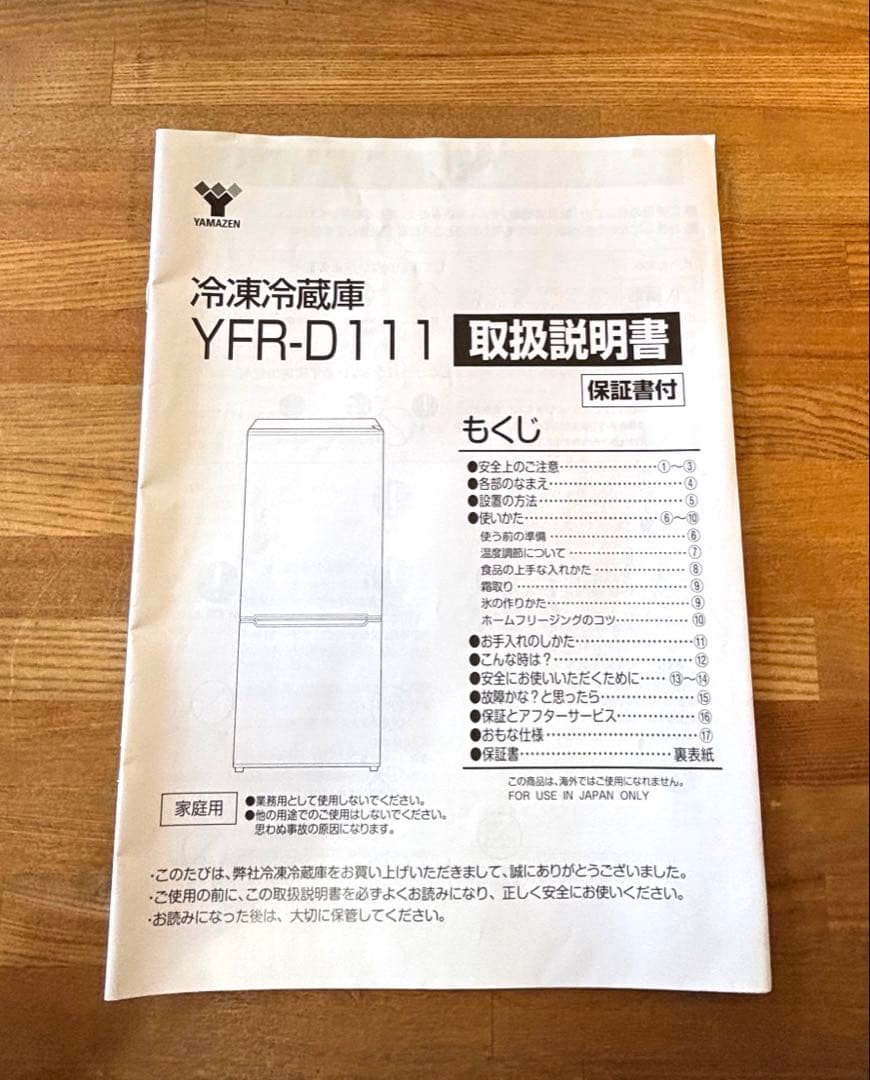 YAMAZEN
冷凍冷蔵庫
YFR-D111 取扱説明書
保証書付
もくじ
●安全上のご注意‥‥‥‥‥‥①～③
●各部のなまえ‥‥‥‥‥‥④
●設置の方法‥‥‥‥‥‥⑤
●使いかた‥‥‥‥‥‥⑥～⑩
使う前の準備‥‥‥‥‥‥⑥
温度調節について‥‥‥‥‥‥⑦
食品の上手な入れかた‥‥‥‥‥‥⑧
霜取り‥‥‥‥‥‥⑨
氷の作りかた‥‥‥‥‥‥⑨
ホームフリージングのコツ‥‥‥‥‥‥⑩
●お手入れのしかた‥‥‥‥‥‥⑪
●こんな時は？‥‥‥‥‥‥⑫
●安全にお使いいただくために‥‥⑬～⑭
●故障かな？と思ったら‥‥‥‥‥‥⑮
●保証とアフターサービス‥‥‥‥‥‥⑯
●おもな仕様‥‥‥‥‥‥⑰
●保証書‥‥‥‥‥‥裏表紙
この商品は、海外ではご使用になれません。
FOR USE IN JAPAN ONLY
家庭用
●業務用として使用しないでください。
●他の用途でのご使用はしないでください。
思わぬ事故の原因になります。
・このたびは、弊社冷凍冷蔵庫をお買い上げいただきまして、誠にありがとうございました。
・ご使用の前に、この取扱説明書を必ずよくお読みになり、正しく安全にお使いください。
・お読みになった後は、大切に保管してください。